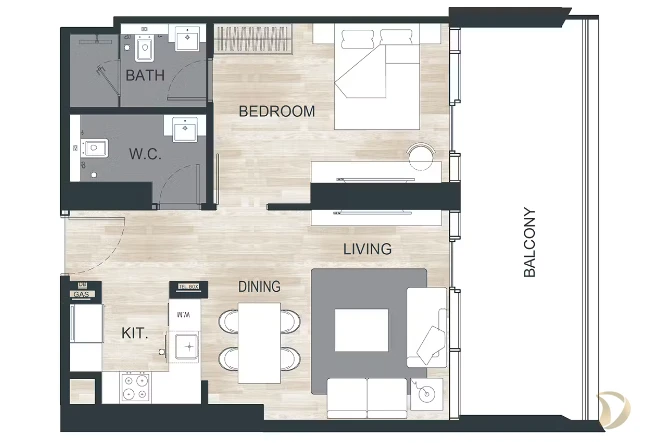 BATH
BEDROOM
W.C.
BALCONY
LIVING
DINING
GAS
W.M.
KIT.